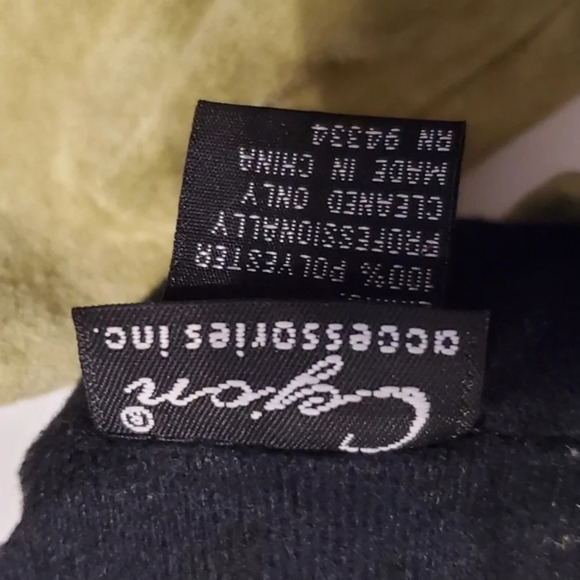 Cejon®
accessories inc.
100% POLYESTER
PROFESSIONALLY
CLEANED ONLY
MADE IN CHINA
RN 94334